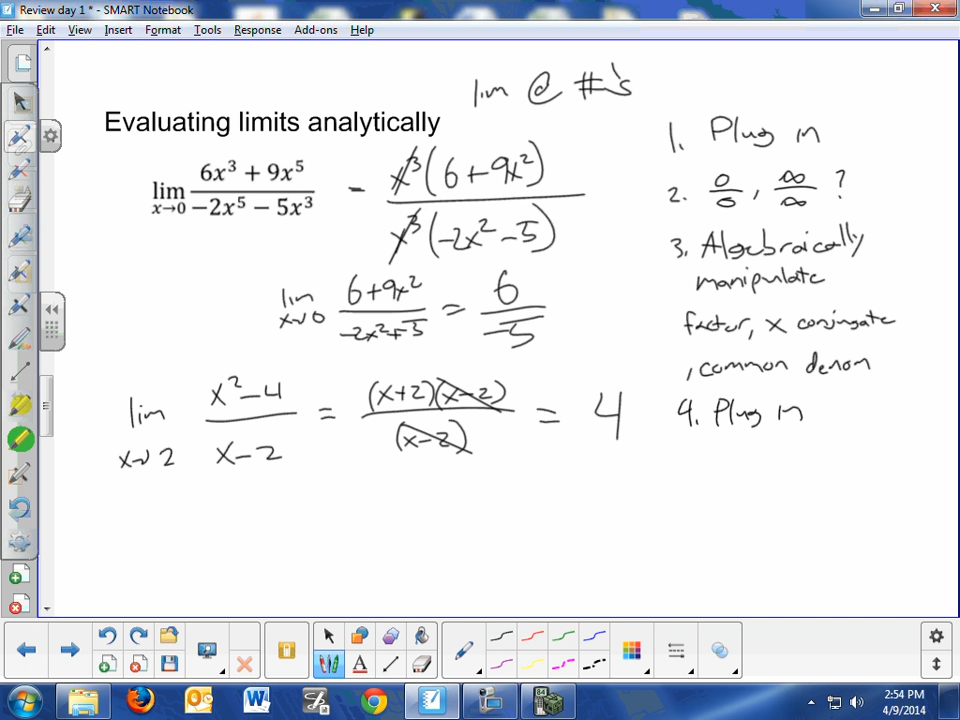 Review day 1 * - SMART Notebook
File Edit View Insert Format Tools Response Add-ons Help
lim @ #'s
Evaluating limits analytically
lim x→0 (6x³ + 9x⁵)/(−2x⁵ − 5x³) - x³(6+9x²)/x³(-2x²-5)
lim x→0 (6+9x²)/(-2x²+-5) = 6/-5
lim x→2 (x²-4)/(x-2) = (x+2)(x-2)/(x-2) = 4
1. Plug in
2. 0/0, ∞/∞ ?
3. Algebraically
manipulate
factor, x conjugate
, common denom
4. Plug in
2:54 PM
4/9/2014